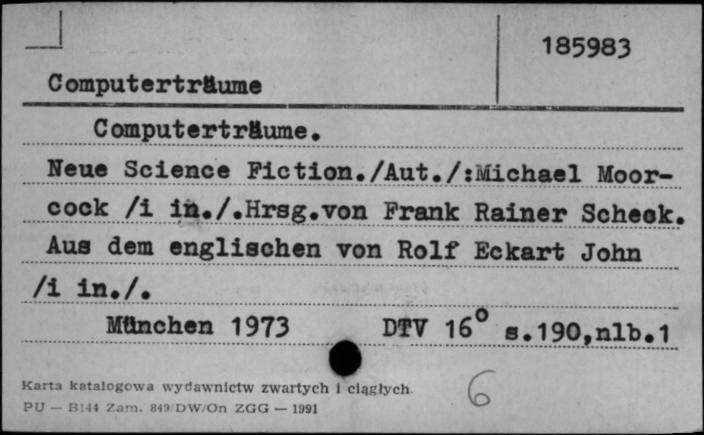 185983
Computerträume
Computerträume.
Neue Science Fiction./Aut./:Michael Moor-
cock /i in./.Hrsg.von Frank Rainer Scheck.
Aus dem englischen von Rolf Eckart John
/i in./.
München 1973 DTV 16° s.190,nlb.1
Karta katalogowa wydawnictw zwartych i ciągłych.
PU — B144 Zam. 849/DW/On ZGG — 1991
6